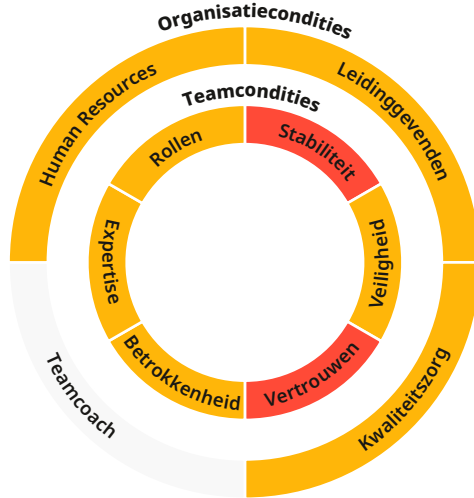 Organisatiecondities
Human Resources
Leidinggevenden
Teamcondities
Rollen
Stabiliteit
Expertise
Veiligheid
Betrokkenheid
Vertrouwen
Teamcoach
Kwaliteitszorg